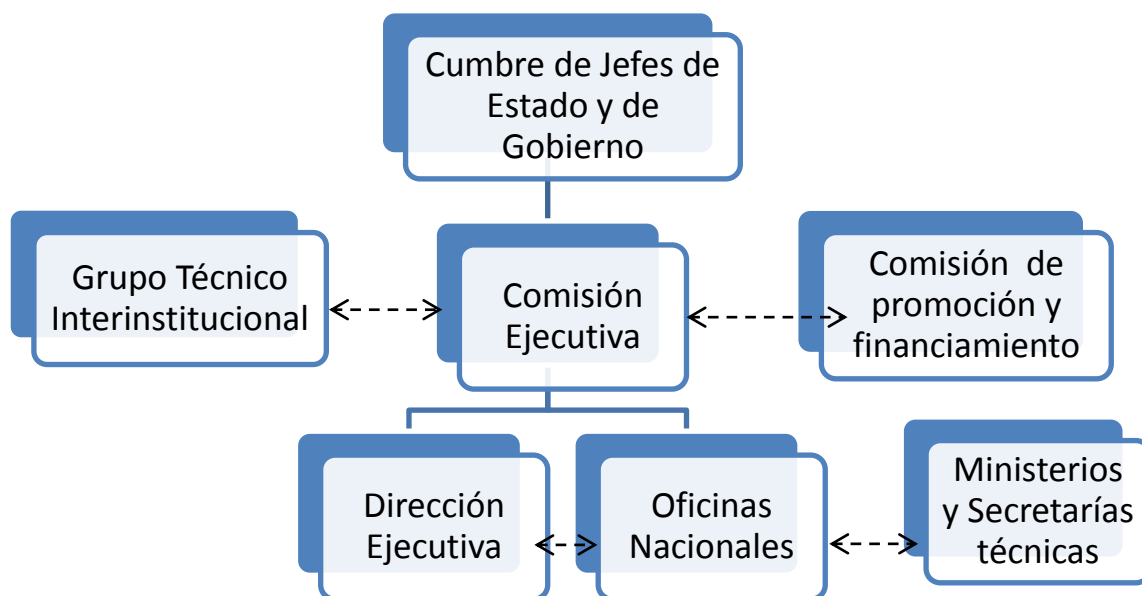 Cumbre de Jefes de
Estado y de
Gobierno
Grupo Técnico
Interinstitucional
Comisión
Ejecutiva
Comisión de
promoción y
financiamiento
Dirección
Ejecutiva
Oficinas
Nacionales
Ministerios
y Secretarías
técnicas